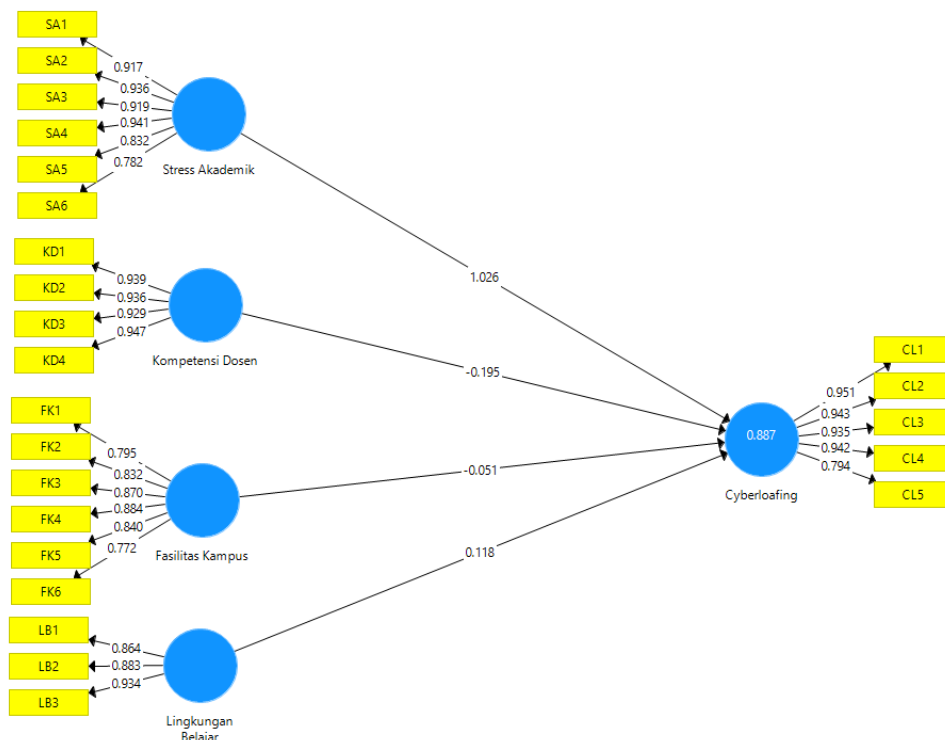 SA1
SA2
SA3
SA4
SA5
SA6
0.917
0.936
0.919
0.941
0.832
0.782
Stress Akademik
KD1
KD2
KD3
KD4
0.939
0.936
0.929
0.947
Kompetensi Dosen
FK1
FK2
FK3
FK4
FK5
FK6
0.795
0.832
0.870
0.884
0.840
0.772
Fasilitas Kampus
LB1
LB2
LB3
0.864
0.883
0.934
Lingkungan
Belajar
1.026
-0.195
-0.051
0.118
0.887
Cyberloafing
0.951
0.943
0.935
0.942
0.794
CL1
CL2
CL3
CL4
CL5